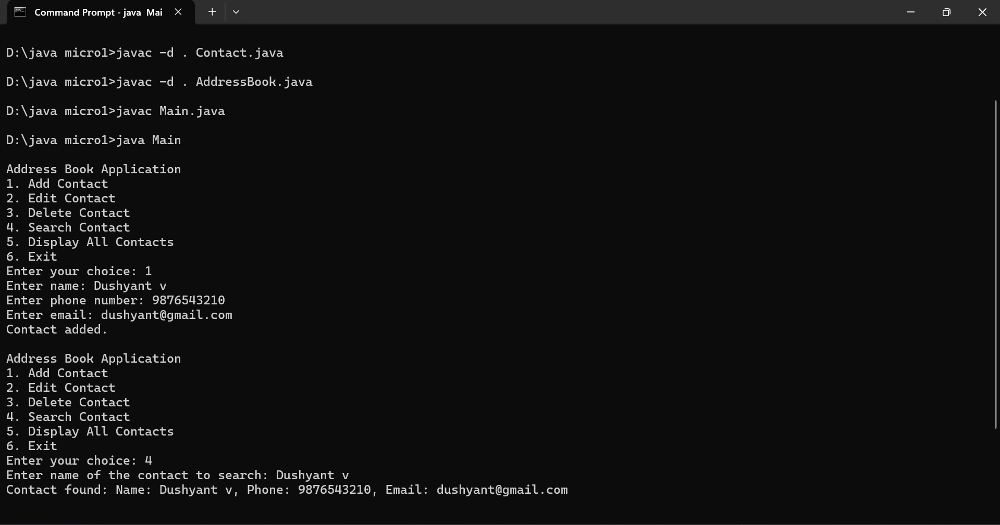 Command Prompt - java  Mai
D:\java micro1>javac -d . Contact.java
D:\java micro1>javac -d . AddressBook.java
D:\java micro1>javac Main.java
D:\java micro1>java Main
Address Book Application
1. Add Contact
2. Edit Contact
3. Delete Contact
4. Search Contact
5. Display All Contacts
6. Exit
Enter your choice: 1
Enter name: Dushyant v
Enter phone number: 9876543210
Enter email: dushyant@gmail.com
Contact added.
Address Book Application
1. Add Contact
2. Edit Contact
3. Delete Contact
4. Search Contact
5. Display All Contacts
6. Exit
Enter your choice: 4
Enter name of the contact to search: Dushyant v
Contact found: Name: Dushyant v, Phone: 9876543210, Email: dushyant@gmail.com